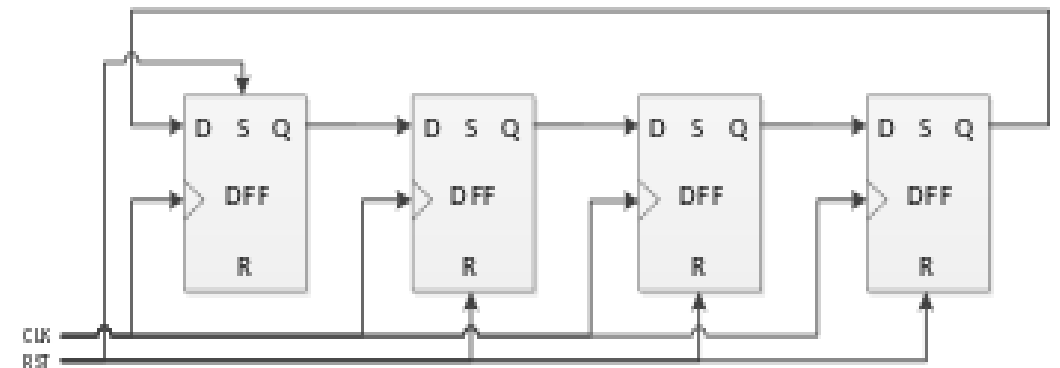 D S Q D S Q D S Q D S Q
DFF DFF DFF DFF
R R R R
CLK
RST